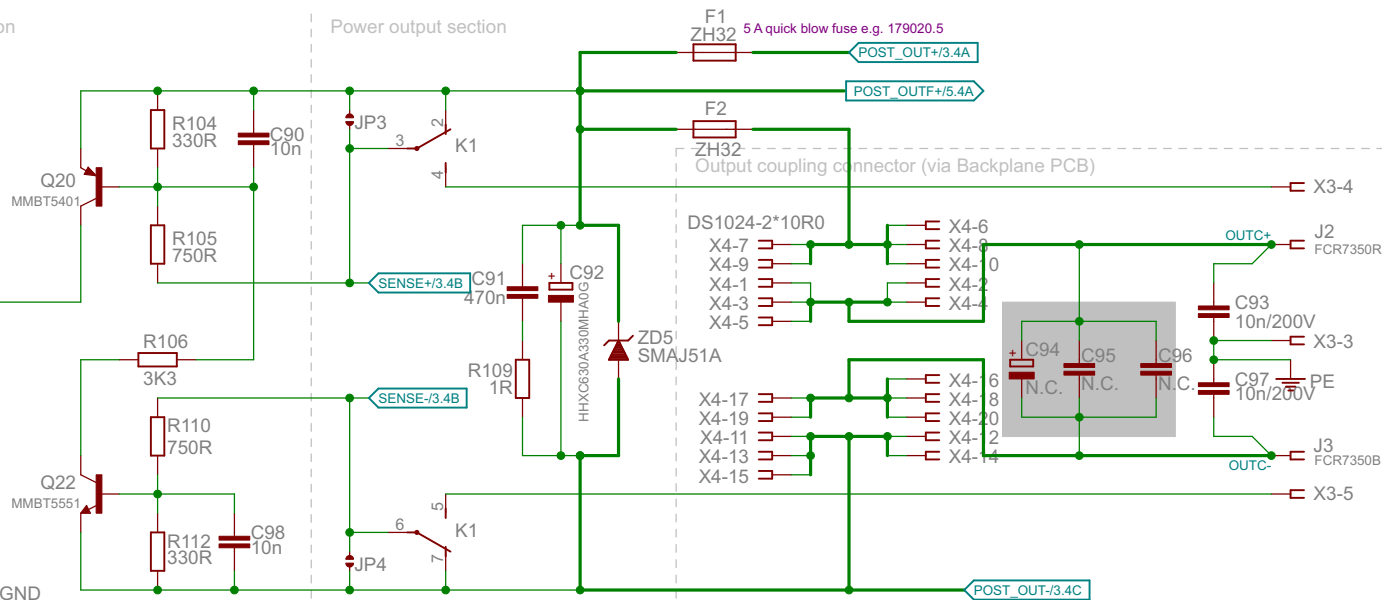 on
Power output section
F1
ZH32
5 A quick blow fuse e.g. 179020.5
POST_OUT+/3.4A
POST_OUTF+/5.4A
F2
ZH32
Output coupling connector (via Backplane PCB)
R104
330R
C90
10n
JP3
2
3
K1
4
X3-4
Q20
MMBT5401
R105
750R
SENSE+/3.4B
C91
470n
C92
HHXC630A330MHA0G
DS1024-2*10R0
X4-7
X4-9
X4-1
X4-3
X4-5
X4-6
X4-8
X4-10
X4-2
X4-4
OUTC+
J2
FCR7350R
C93
10n/200V
X3-3
PE
C97
10n/200V
C94
N.C.
C95
N.C.
C96
N.C.
R106
3K3
ZD5
SMAJ51A
R109
1R
SENSE-/3.4B
X4-17
X4-19
X4-11
X4-13
X4-15
X4-16
X4-18
X4-20
X4-12
X4-14
J3
FCR7350B
OUTC-
X3-5
R110
750R
Q22
MMBT5551
R112
330R
C98
10n
5
6
K1
7
JP4
GND
POST_OUT-/3.4C